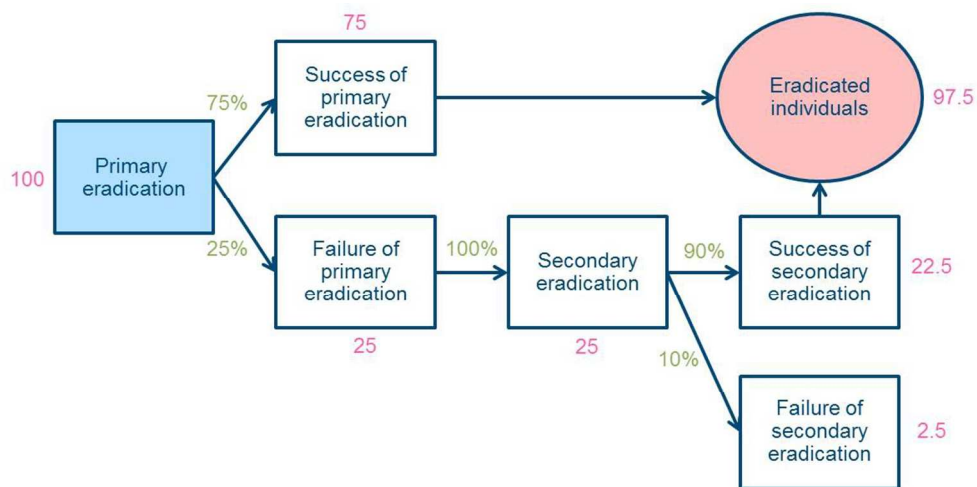 75
Success of
primary
eradication
75%
100
Primary
eradication
25%
Failure of
primary
eradication
25
100%
Secondary
eradication
25
90%
10%
Success of
secondary
eradication
22.5
Failure of
secondary
eradication
2.5
Eradicated
individuals
97.5